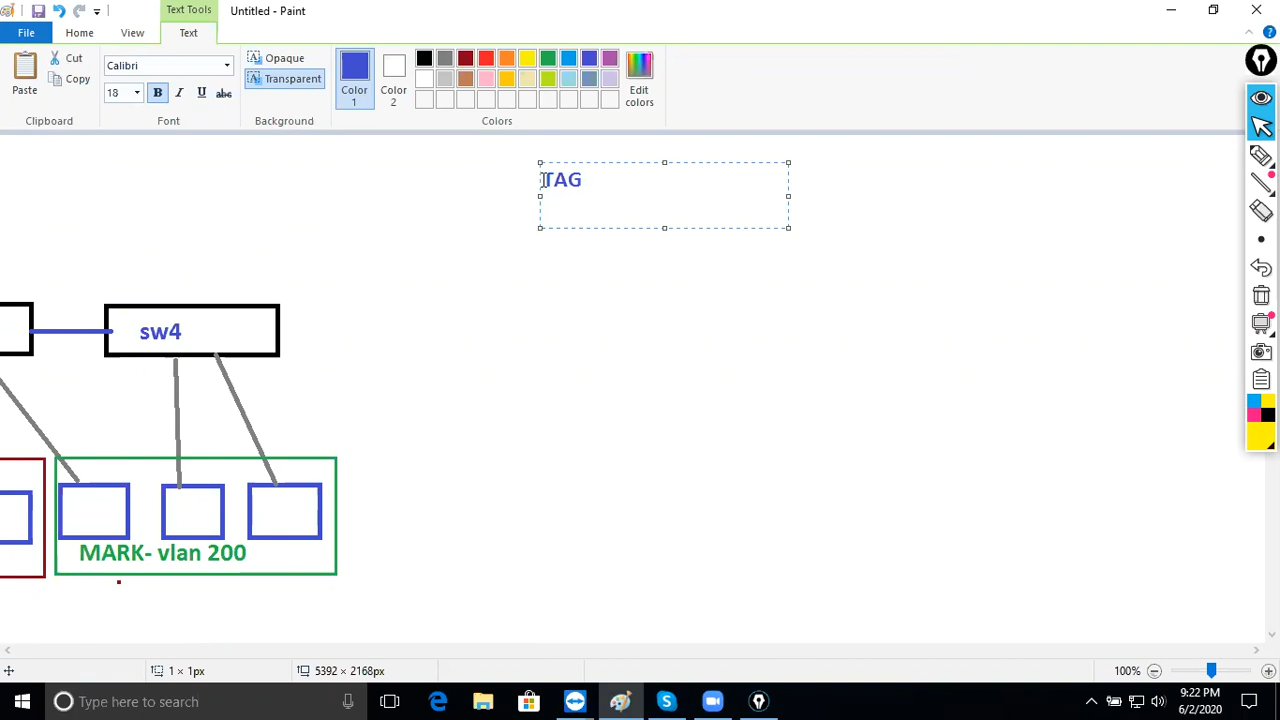 Text Tools
Untitled - Paint
File
Home
View
Text
Paste
Cut
Copy
Clipboard
Calibri
18
B
I
U
abc
Font
Opaque
Transparent
Background
Color
1
Color
2
Edit
colors
Colors
TAG
sw4
MARK- vlan 200
1 × 1px
5392 × 2168px
100%
Type here to search
9:22 PM
6/2/2020